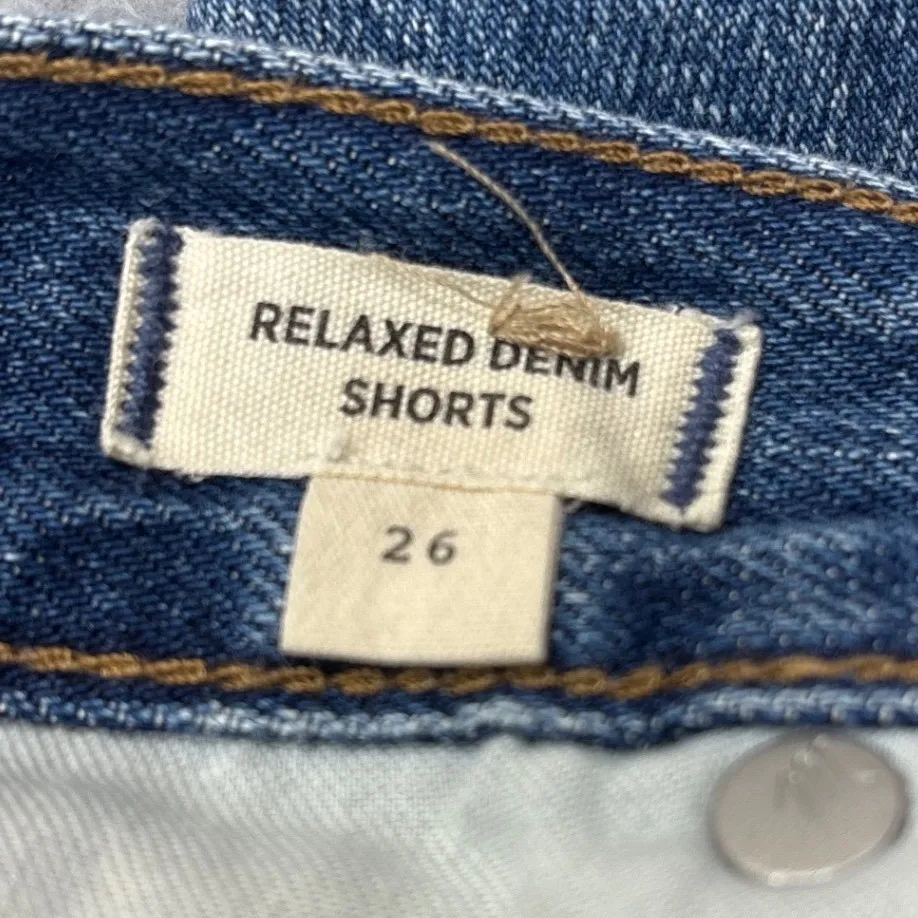 RELAXED DENIM
SHORTS
26